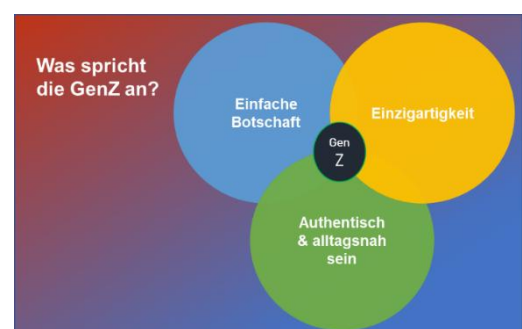 Was spricht
die GenZ an?
Einfache
Botschaft
Einzigartigkeit
Gen
Z
Authentisch
& alltagsnah
sein